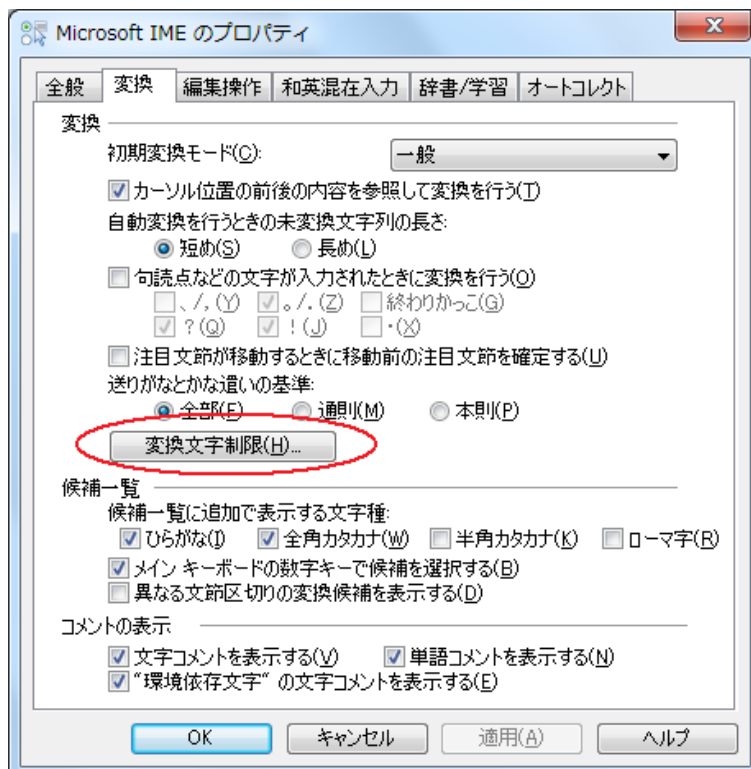 Microsoft IME のプロパティ
全般 変換 編集操作 和英混在入力 辞書/学習 オートコレクト
変換
初期変換モード(C): 一般
カーソル位置の前後の内容を参照して変換を行う(T)
自動変換を行うときの未変換文字列の長さ:
短め(S) 長め(L)
句読点などの文字が入力されたときに変換を行う(O)
、/,(Y) 。/.(Z) 終わりかっこ(G)
?(Q) !(J) ・(X)
注目文節が移動するときに移動前の注目文節を確定する(U)
送りがなとかな遣いの基準:
全部(F) 通則(M) 本則(P)
変換文字制限(H)...
候補一覧
候補一覧に追加で表示する文字種:
ひらがな(I) 全角カタカナ(W) 半角カタカナ(K) ローマ字(R)
メイン キーボードの数字キーで候補を選択する(B)
異なる文節区切りの変換候補を表示する(D)
コメントの表示
文字コメントを表示する(V) 単語コメントを表示する(N)
"環境依存文字" の文字コメントを表示する(E)
OK キャンセル 適用(A) ヘルプ